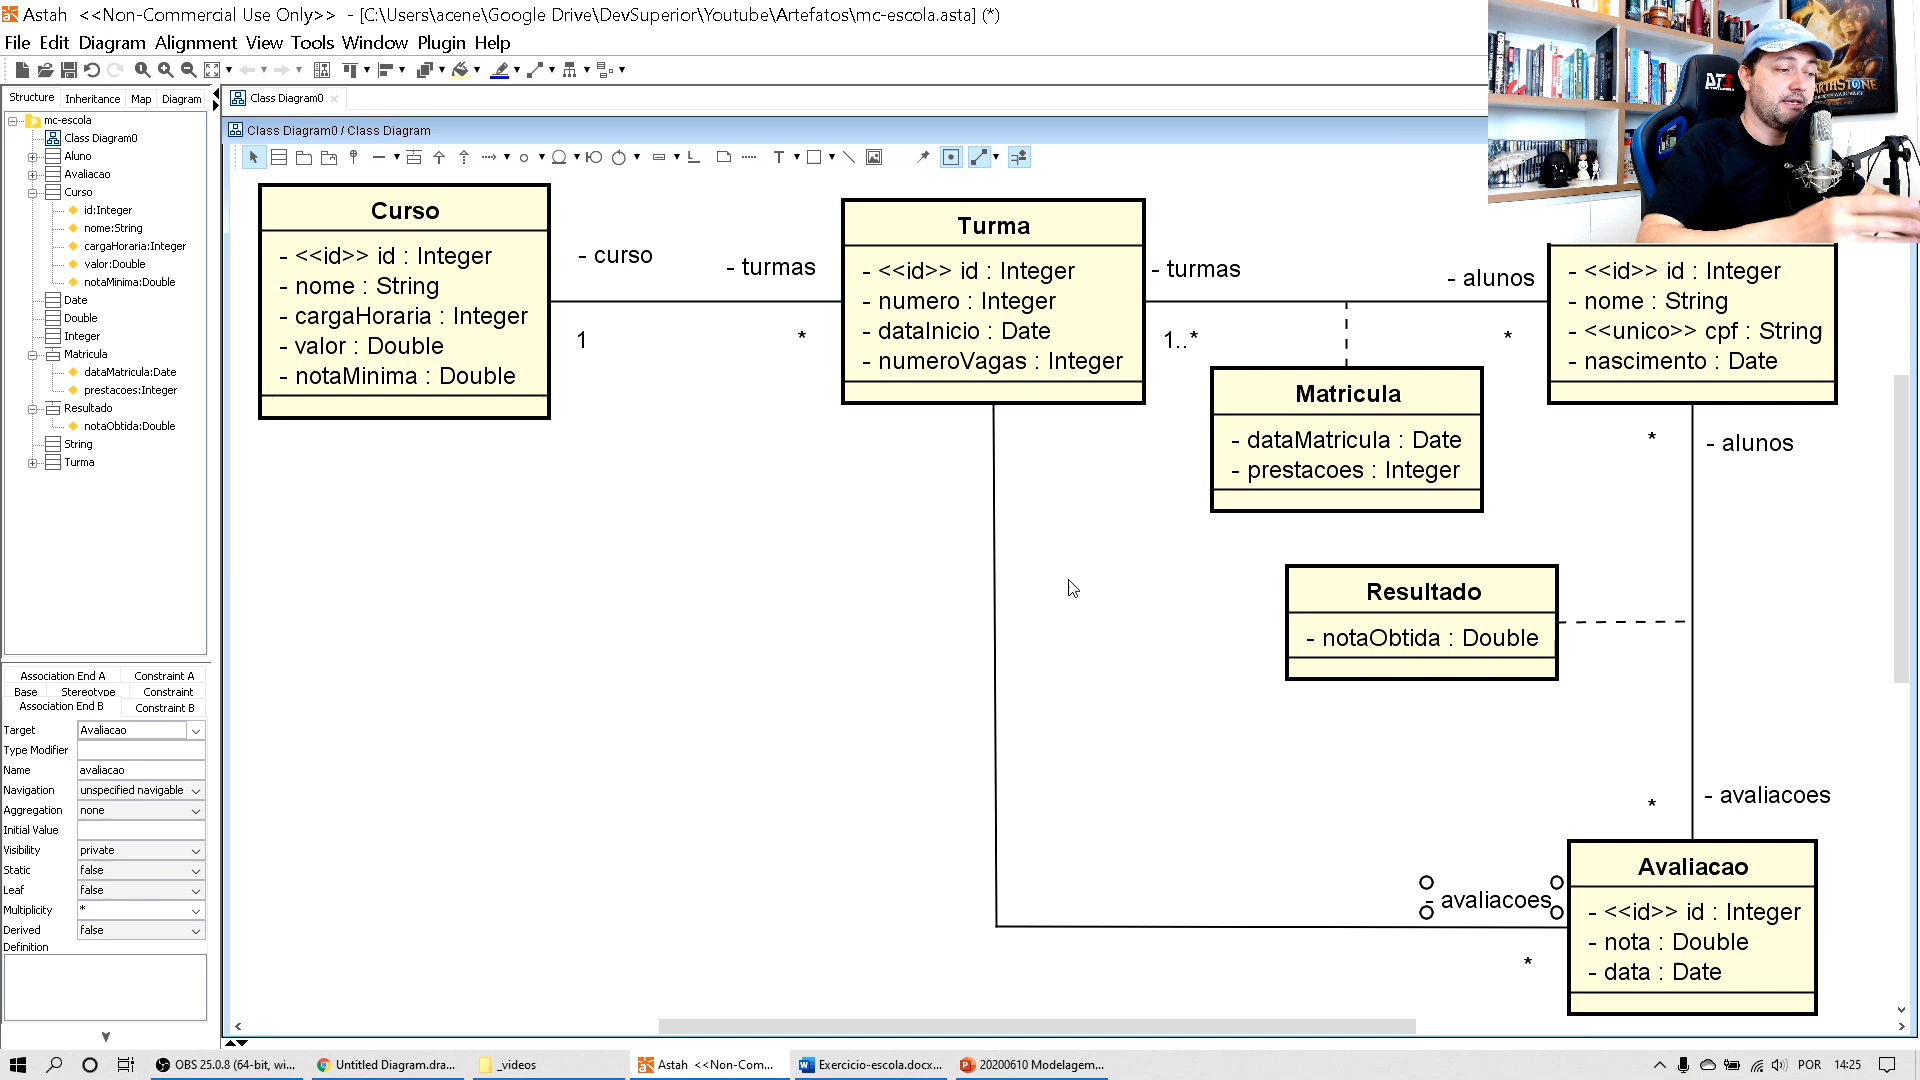 Astah <<Non-Commercial Use Only>> - [C:\Users\acene\Google Drive\DevSuperior\Youtube\Artefatos\mc-escola.asta] (*)
File Edit Diagram Alignment View Tools Window Plugin Help
Structure Inheritance Map Diagram
mc-escola
Class Diagram0
Aluno
Avaliacao
Curso
id:Integer
nome:String
cargaHoraria:Integer
valor:Double
notaMinima:Double
Date
Double
Integer
Matricula
dataMatricula:Date
prestacoes:Integer
Resultado
notaObtida:Double
String
Turma
Association End A Constraint A
Base Stereotype Constraint
Association End B Constraint B
Target Avaliacao
Type Modifier
Name avaliacao
Navigation unspecified navigable
Aggregation none
Initial Value
Visibility private
Static false
Leaf false
Multiplicity *
Derived false
Definition
Class Diagram0
Class Diagram0 / Class Diagram
Curso
- <<id>> id : Integer
- nome : String
- cargaHoraria : Integer
- valor : Double
- notaMinima : Double
- curso
- turmas
1
*
Turma
- <<id>> id : Integer
- numero : Integer
- dataInicio : Date
- numeroVagas : Integer
- turmas
- alunos
1..*
*
- <<id>> id : Integer
- nome : String
- <<unico>> cpf : String
- nascimento : Date
Matricula
- dataMatricula : Date
- prestacoes : Integer
*
- alunos
Resultado
- notaObtida : Double
*
- avaliacoes
- avaliacoes
*
Avaliacao
- <<id>> id : Integer
- nota : Double
- data : Date
OBS 25.0.8 (64-bit, wi...
Untitled Diagram.dra...
_videos
Astah <<Non-Com...
Exercicio-escola.docx...
20200610 Modelagem...
POR 14:25